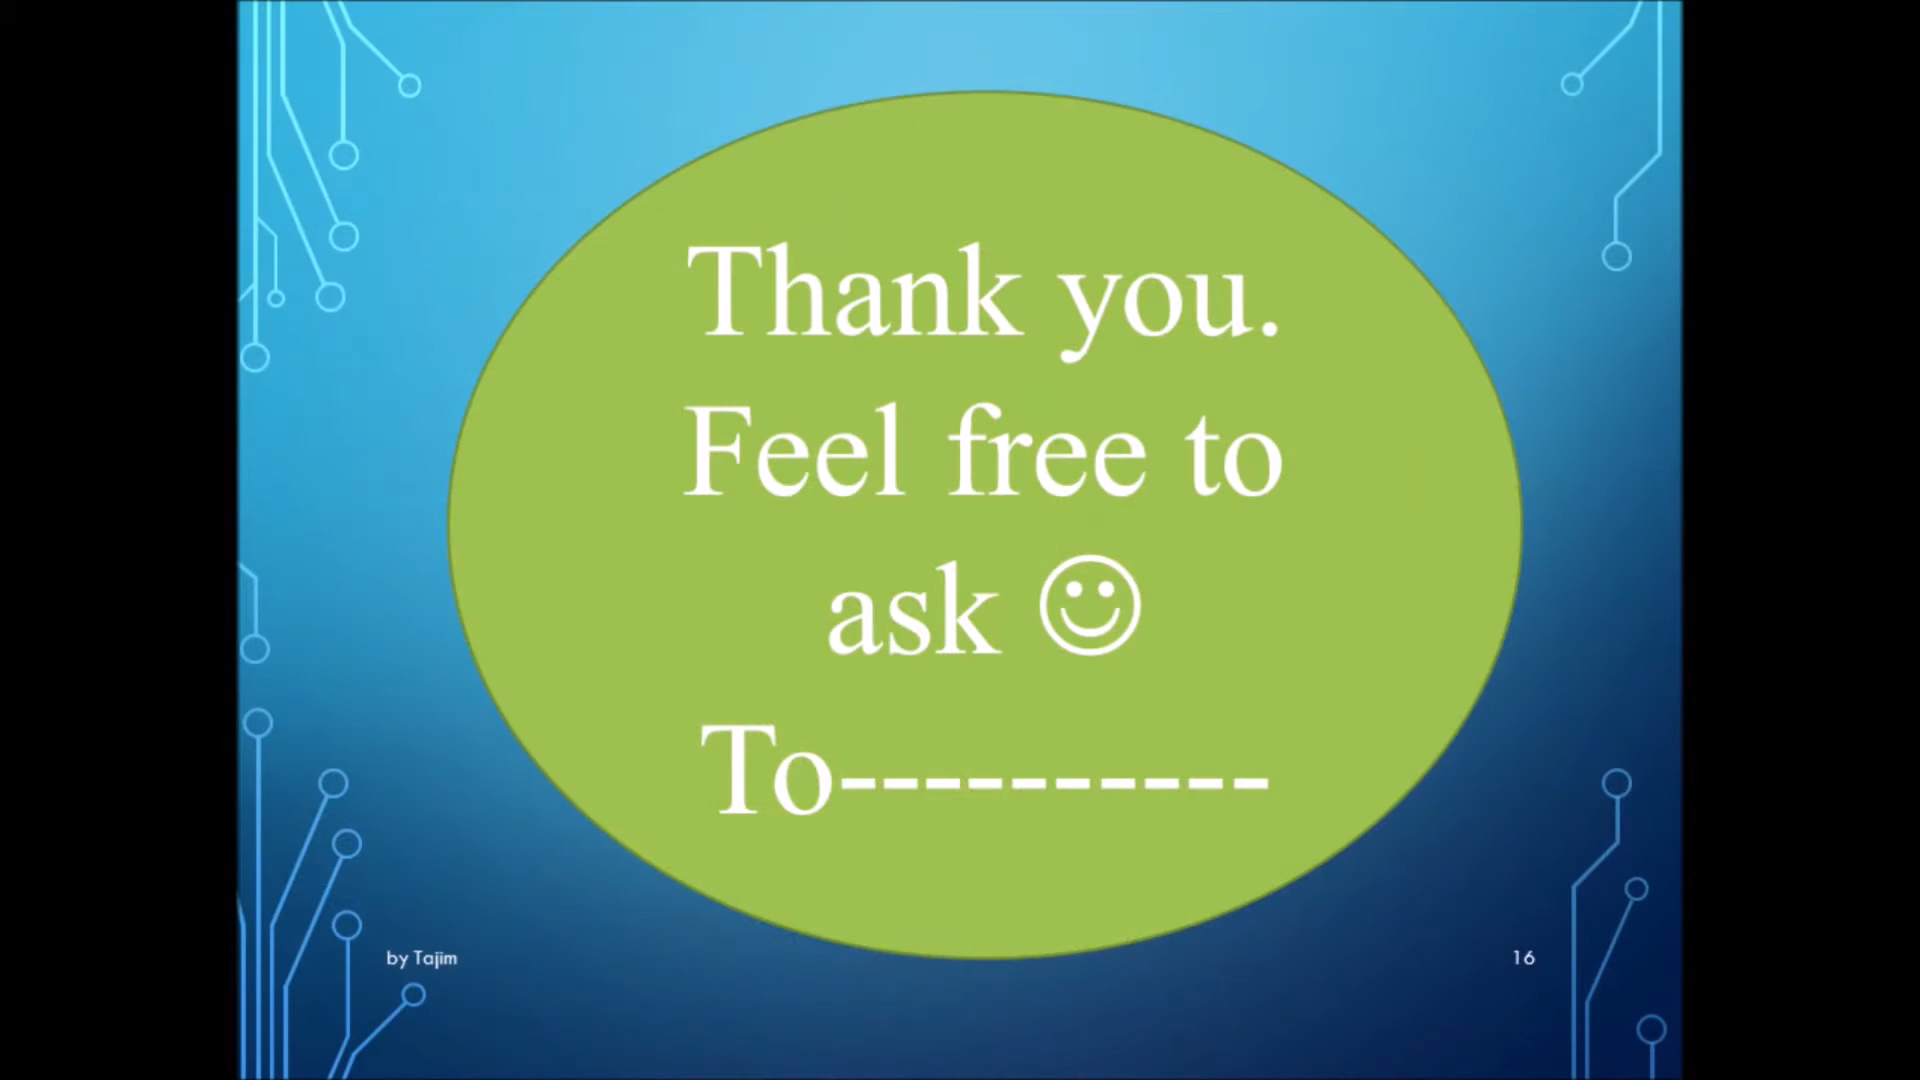 Thank you.
Feel free to
ask ☺
To----------
by Tajim
16